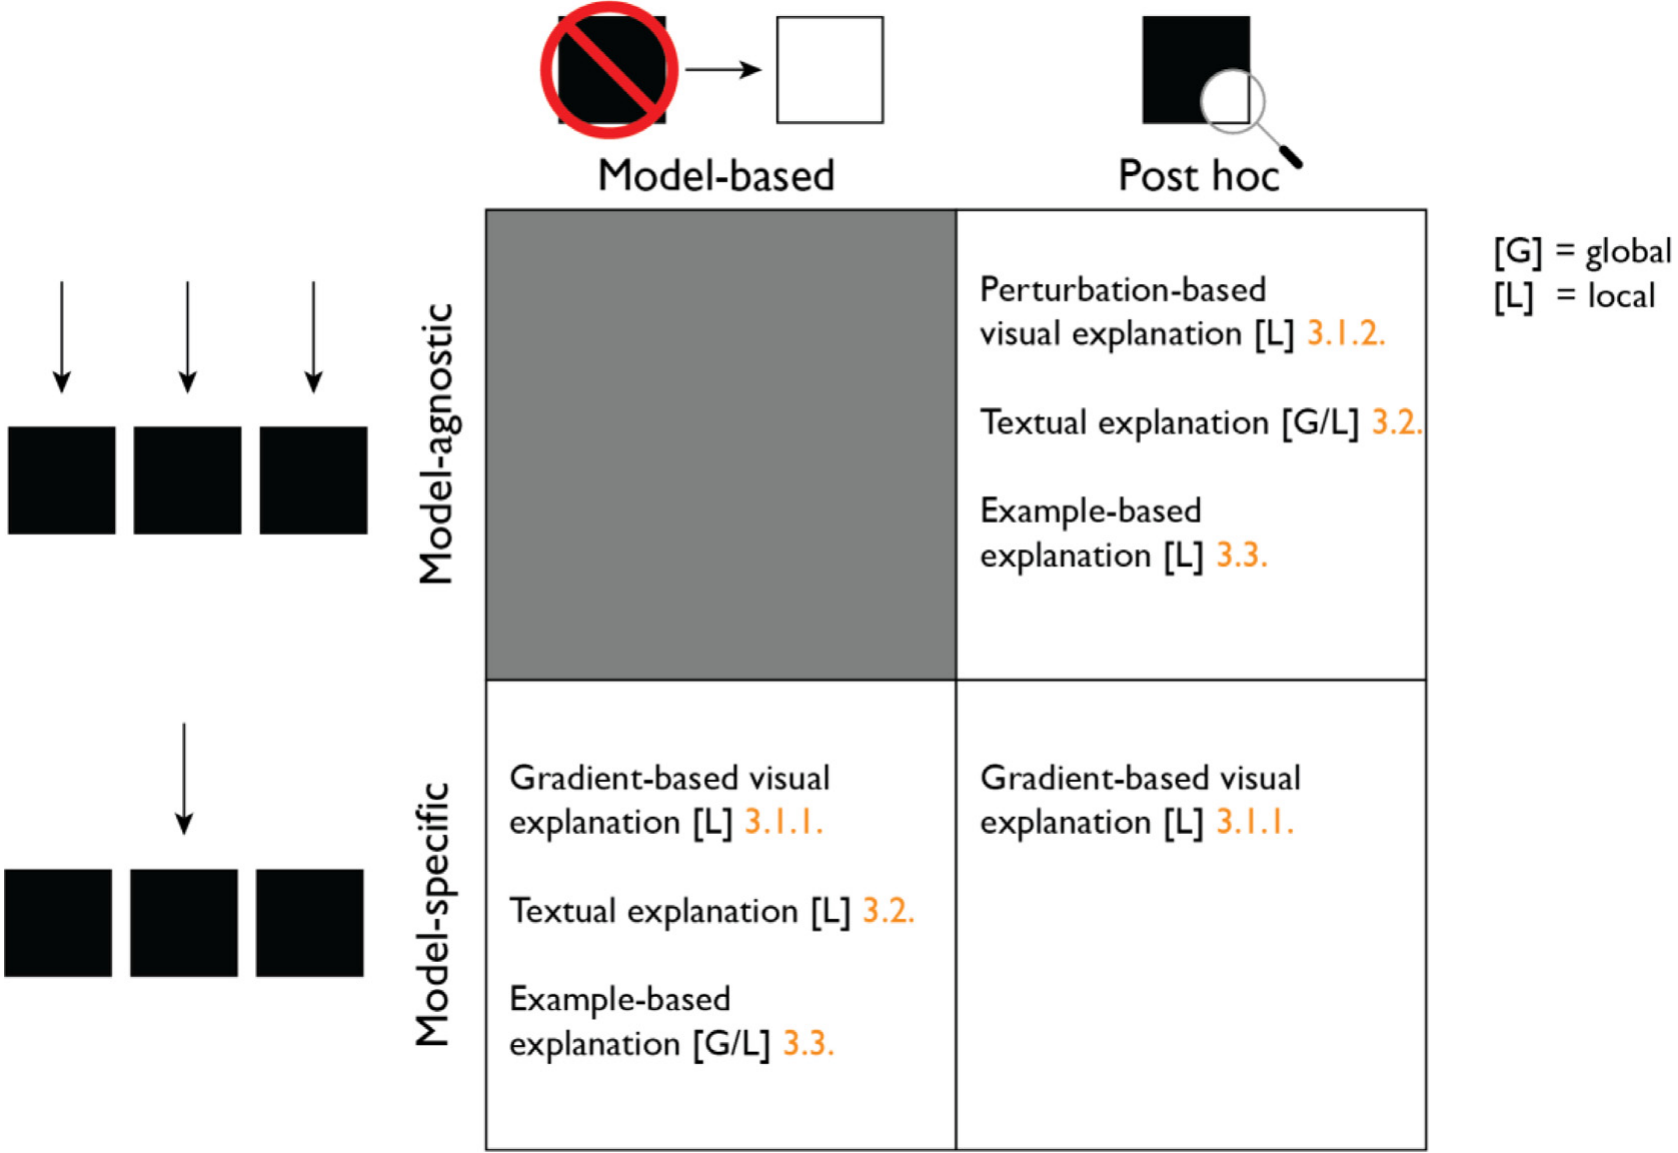 Model-based
Post hoc
[G] = global
[L] = local
Model-agnostic
Perturbation-based
visual explanation [L] 3.1.2.
Textual explanation [G/L] 3.2.
Example-based
explanation [L] 3.3.
Model-specific
Gradient-based visual
explanation [L] 3.1.1.
Textual explanation [L] 3.2.
Example-based
explanation [G/L] 3.3.
Gradient-based visual
explanation [L] 3.1.1.